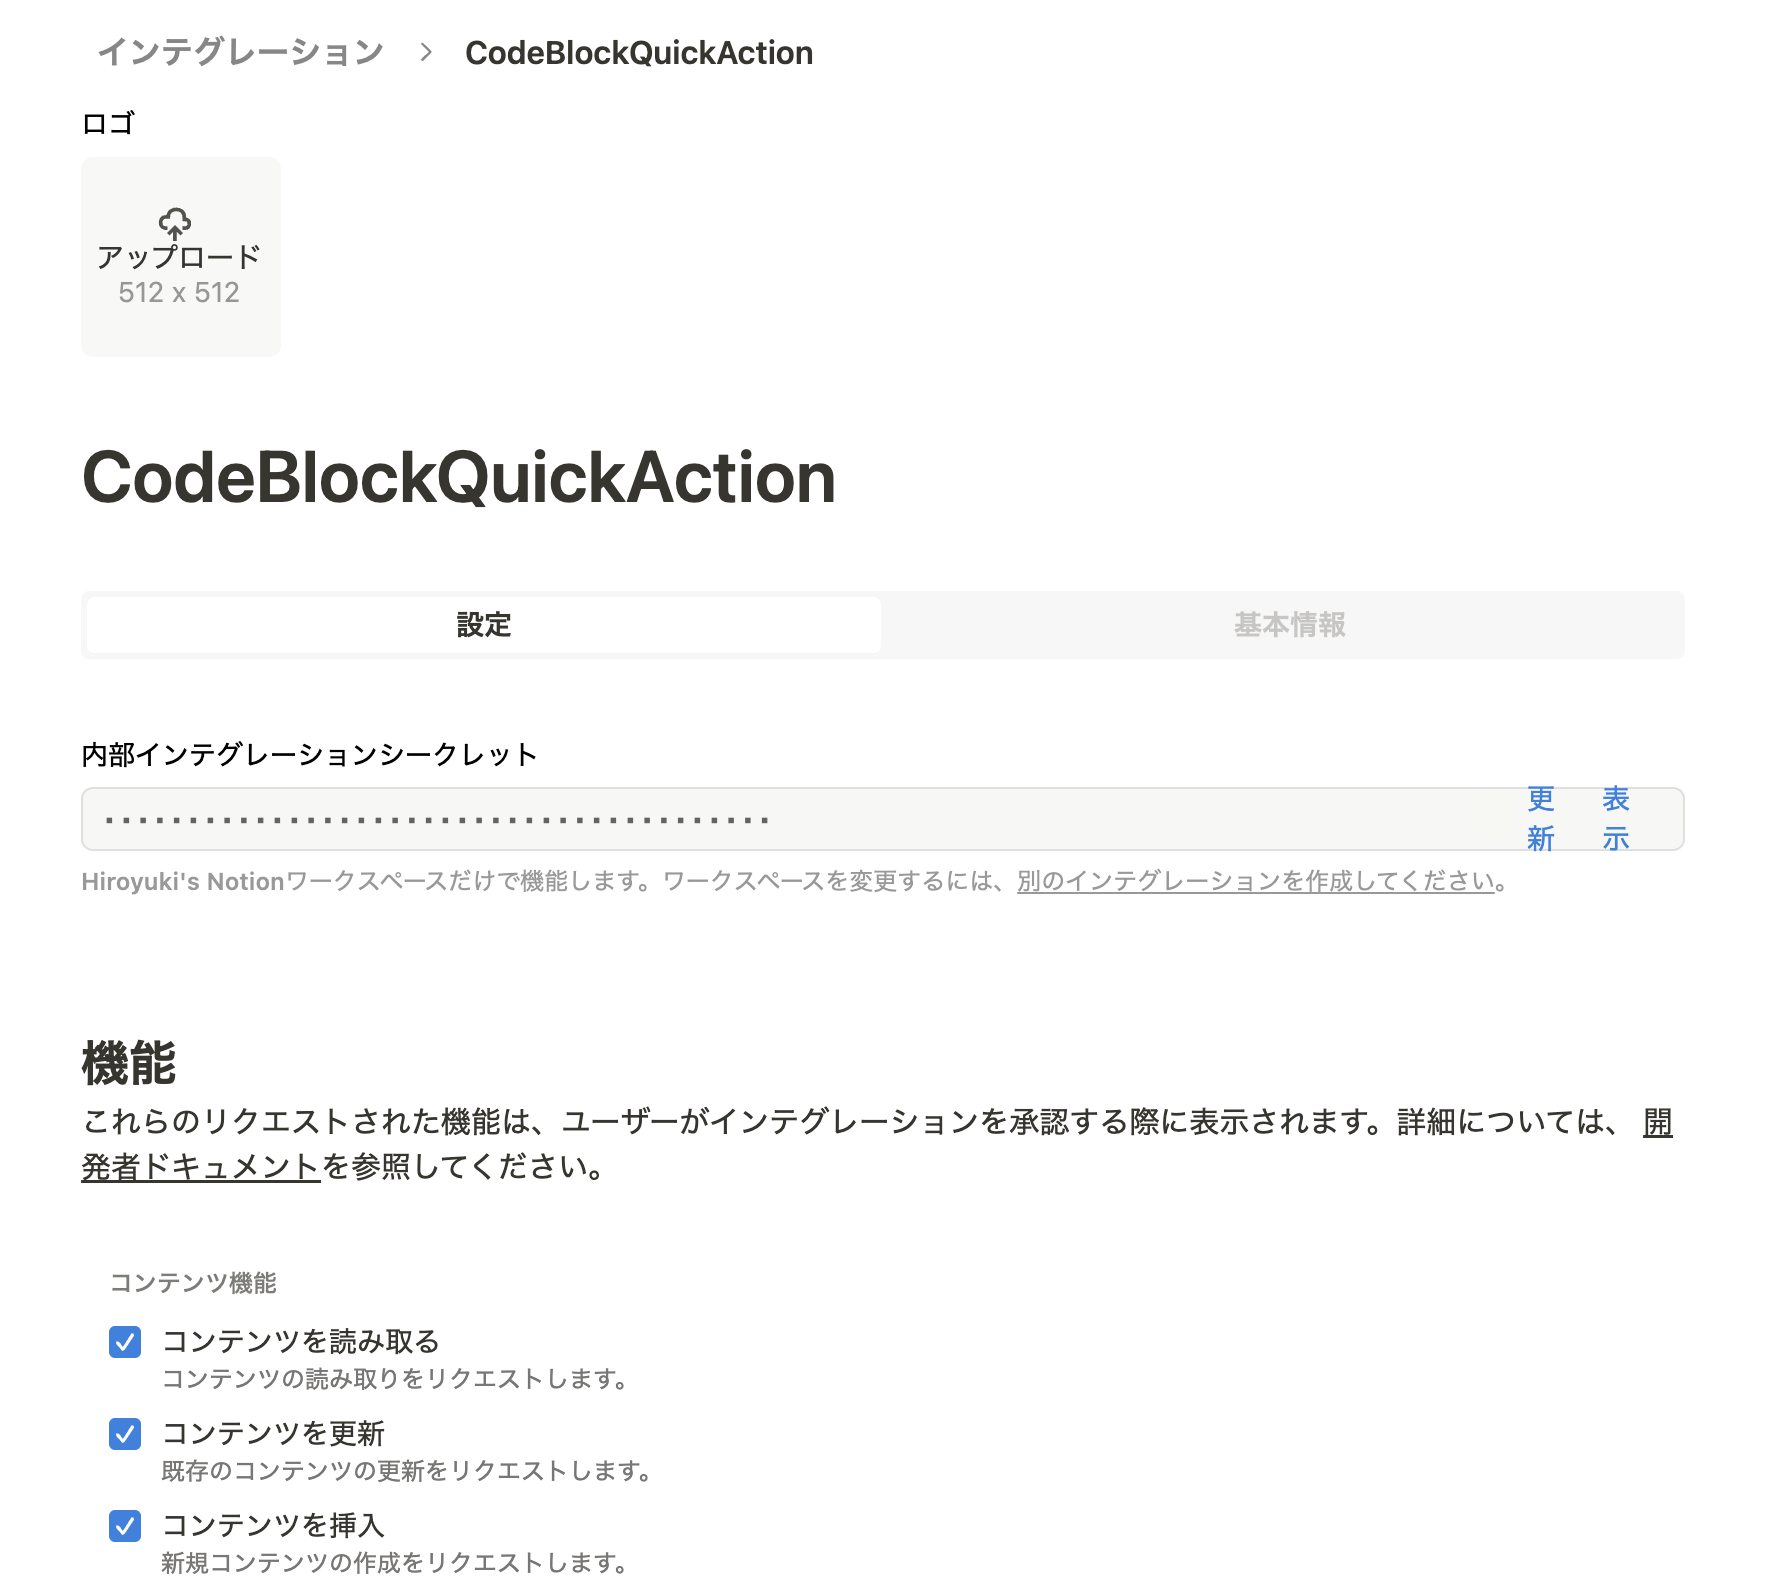 インテグレーション > CodeBlockQuickAction
ロゴ
アップロード
512 x 512
CodeBlockQuickAction
設定 基本情報
内部インテグレーションシークレット
更新 表示
Hiroyuki's Notionワークスペースだけで機能します。ワークスペースを変更するには、別のインテグレーションを作成してください。
機能
これらのリクエストされた機能は、ユーザーがインテグレーションを承認する際に表示されます。詳細については、 開
発者ドキュメントを参照してください。
コンテンツ機能
コンテンツを読み取る
コンテンツの読み取りをリクエストします。
コンテンツを更新
既存のコンテンツの更新をリクエストします。
コンテンツを挿入
新規コンテンツの作成をリクエストします。